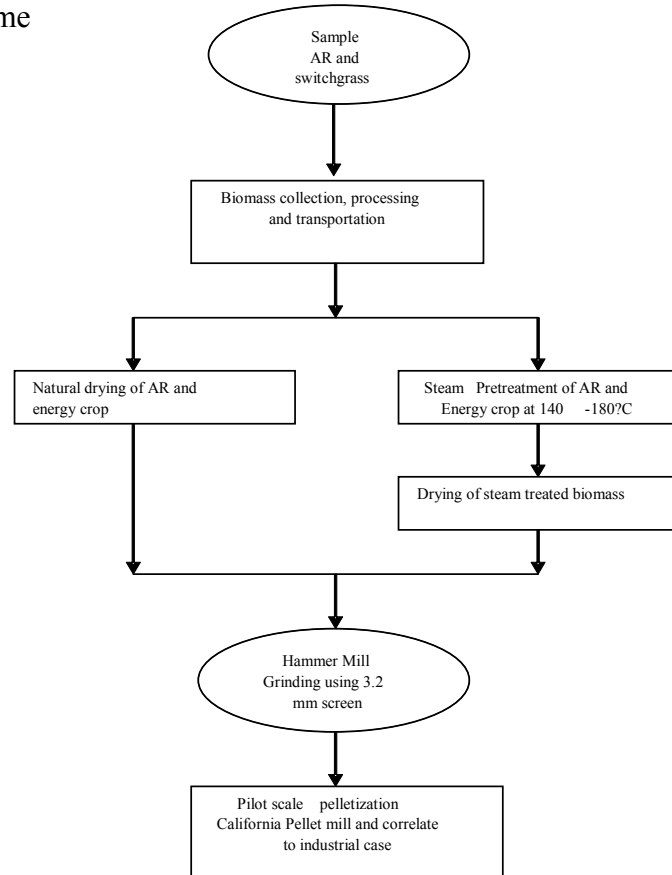 me
Sample
AR and
switchgrass
Biomass collection, processing
and transportation
Natural drying of AR and
energy crop
Steam Pretreatment of AR and
Energy crop at 140 -180?C
Drying of steam treated biomass
Hammer Mill
Grinding using 3.2
mm screen
Pilot scale pelletization
California Pellet mill and correlate
to industrial case